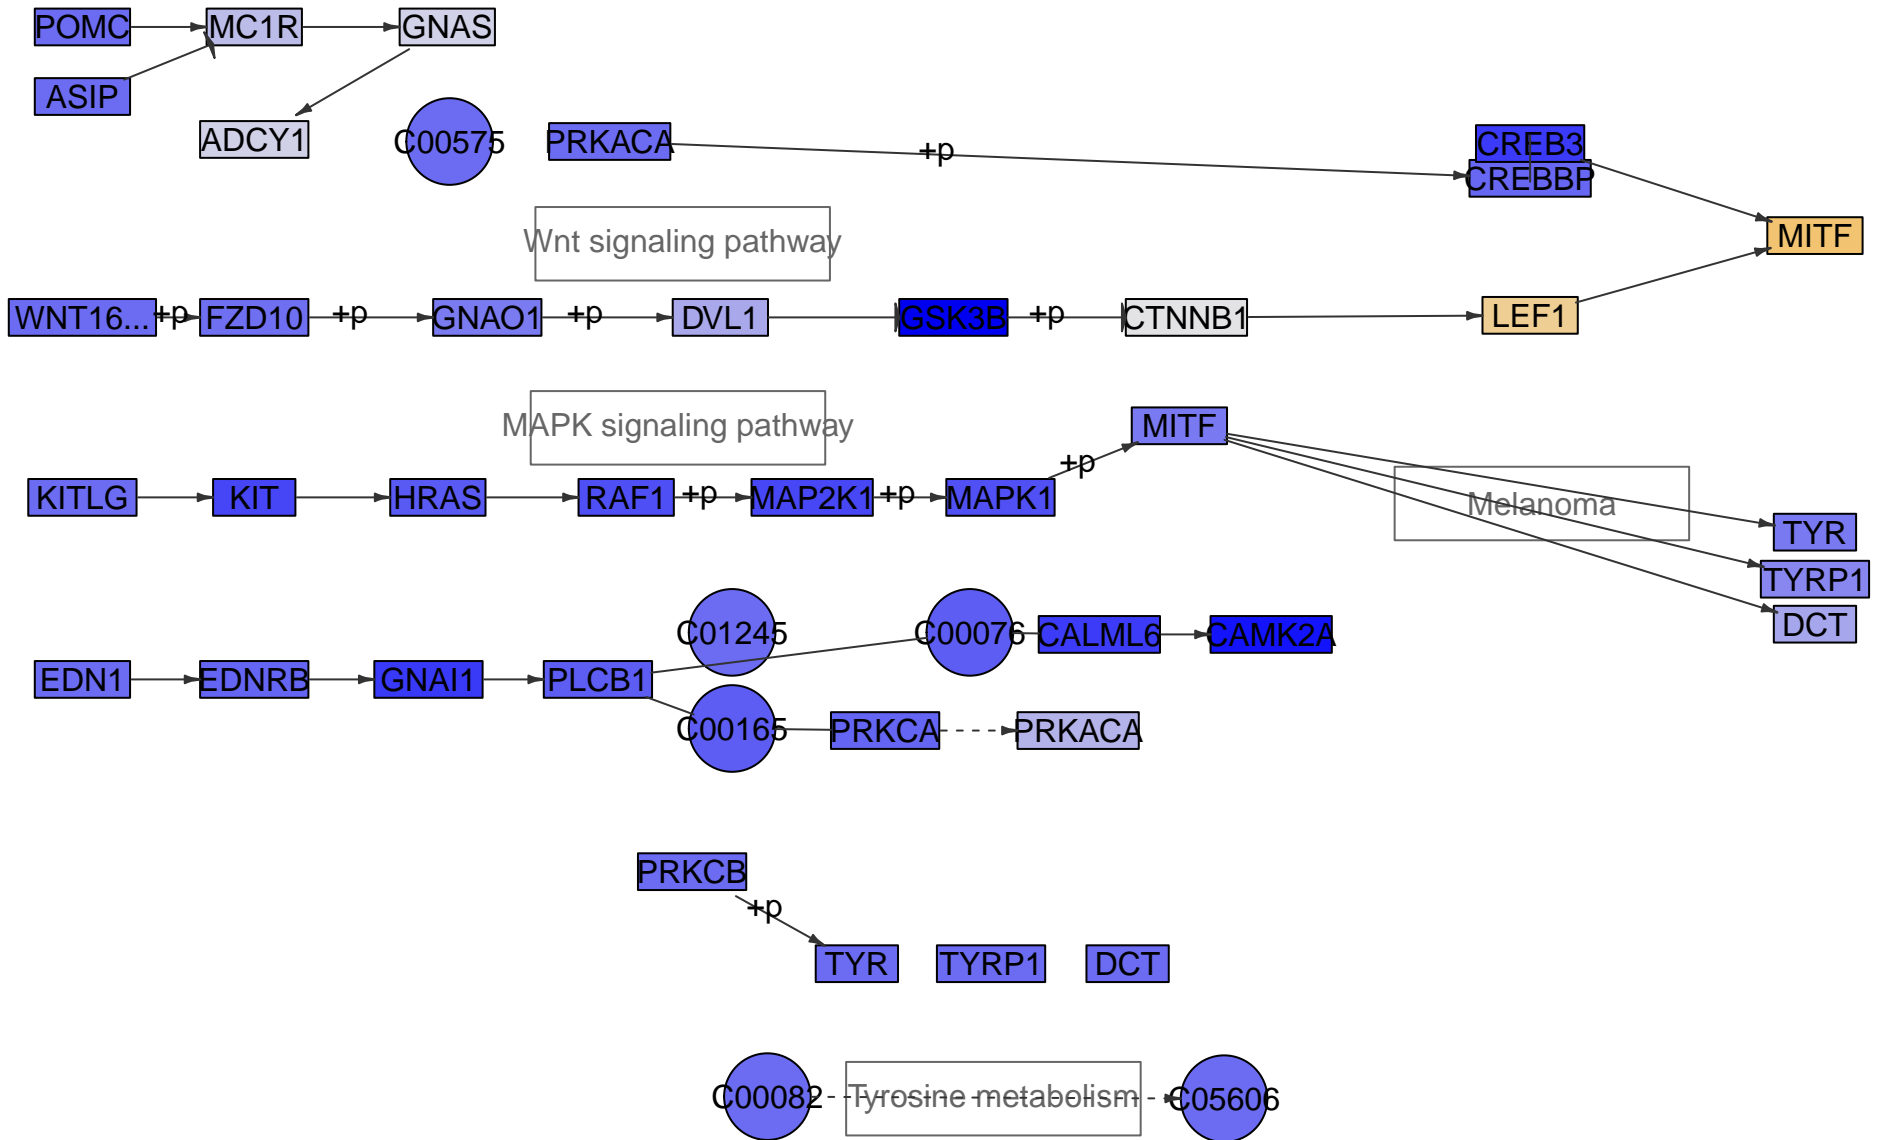 POMC
MC1R
GNAS
ASIP
ADCY1
C00575
PRKACA
+p
CREB3
CREBBP
Wnt signaling pathway
MITF
WNT16...
+p
FZD10
+p
GNAO1
+p
DVL1
GSK3B
+p
CTNNB1
LEF1
MAPK signaling pathway
MITF
+p
KITLG
KIT
HRAS
RAF1
+p
MAP2K1
+p
MAPK1
Melanoma
TYR
TYRP1
DCT
C01245
C00076
CALML6
CAMK2A
EDN1
EDNRB
GNAI1
PLCB1
C00165
PRKCA
PRKACA
PRKCB
+p
TYR
TYRP1
DCT
C00082
Tyrosine metabolism
C05606